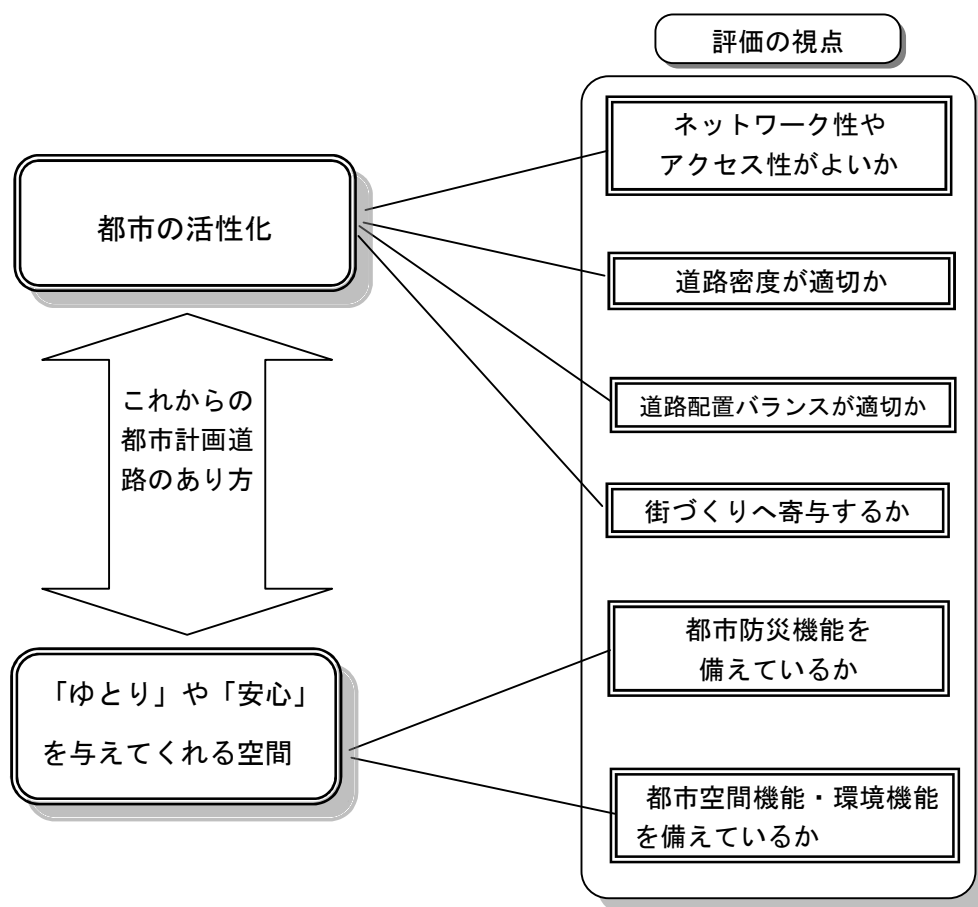 評価の視点
ネットワーク性や
アクセス性がよいか
都市の活性化
道路密度が適切か
これからの
都市計画道
路のあり方
道路配置バランスが適切か
街づくりへ寄与するか
都市防災機能を
備えているか
「ゆとり」や「安心」
を与えてくれる空間
都市空間機能・環境機能
を備えているか